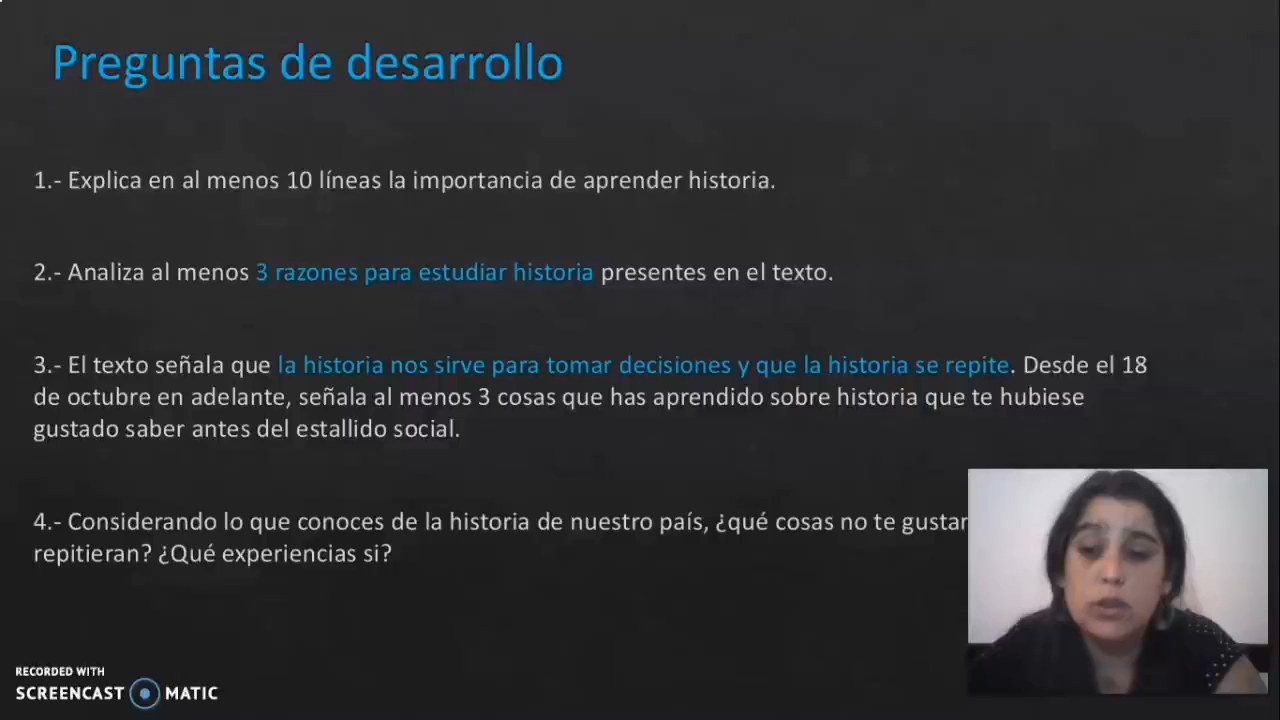 Preguntas de desarrollo
1.- Explica en al menos 10 líneas la importancia de aprender historia.
2.- Analiza al menos 3 razones para estudiar historia presentes en el texto.
3.- El texto señala que la historia nos sirve para tomar decisiones y que la historia se repite. Desde el 18
de octubre en adelante, señala al menos 3 cosas que has aprendido sobre historia que te hubiese
gustado saber antes del estallido social.
4.- Considerando lo que conoces de la historia de nuestro país, ¿qué cosas no te
repitieran? ¿Qué experiencias si?
RECORDED WITH
SCREENCAST MATIC